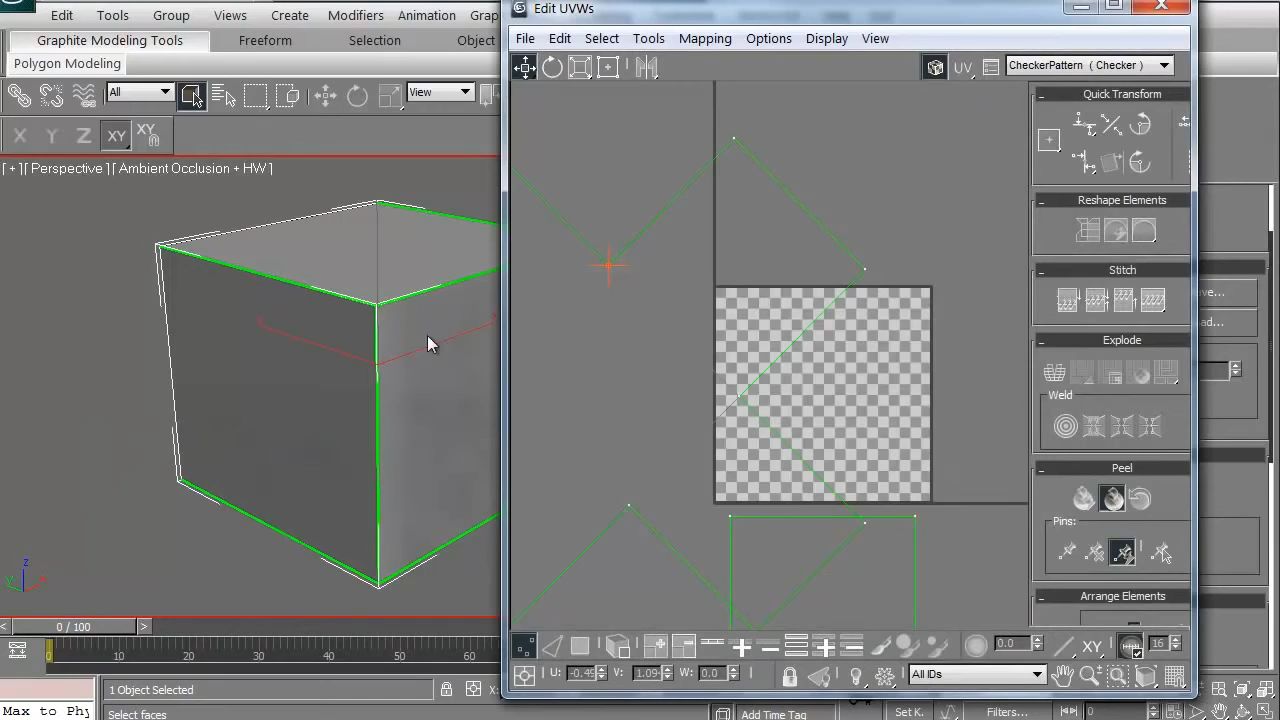 Edit Tools Group Views Create Modifiers Animation
Graphite Modeling Tools Freeform Selection Object
Polygon Modeling
All View
X Y Z XY XY
[ + ][ Perspective ][ Ambient Occlusion + HW ]
Edit UVWs
File Edit Select Tools Mapping Options Display View
UV CheckerPattern ( Checker )
Quick Transform
Reshape Elements
Stitch
Explode
Weld
Peel
Pins:
Arrange Elements
0.0 XY 16
U: V: W: 0.0 All IDs
z
0 / 100
0 10 20 30 40 50 60
1 Object Selected X:
Max to Phy Select faces Add Time Tag Set K. Filters... 0